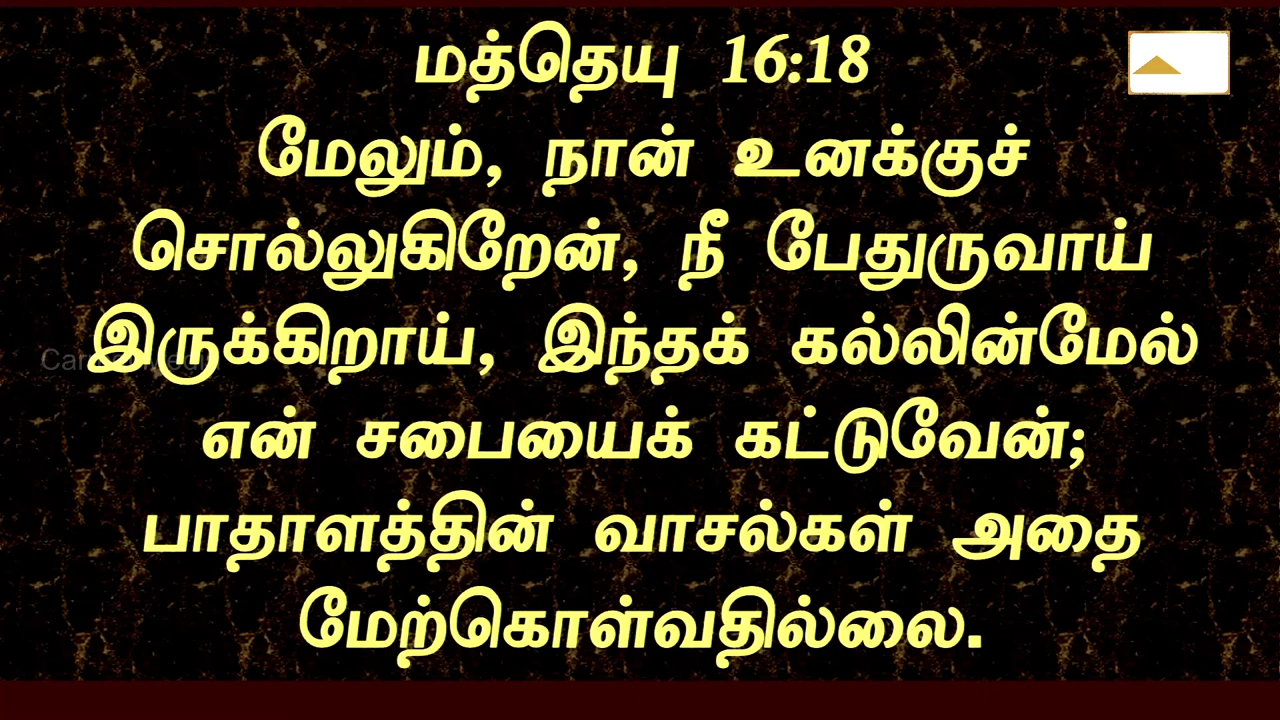 மத்தெயு 16:18
மேலும், நான் உனக்குச்
சொல்லுகிறேன், நீ பேதுருவாய்
இருக்கிறாய், இந்தக் கல்லின்மேல்
என் சபையைக் கட்டுவேன்;
பாதாளத்தின் வாசல்கள் அதை
மேற்கொள்வதில்லை.